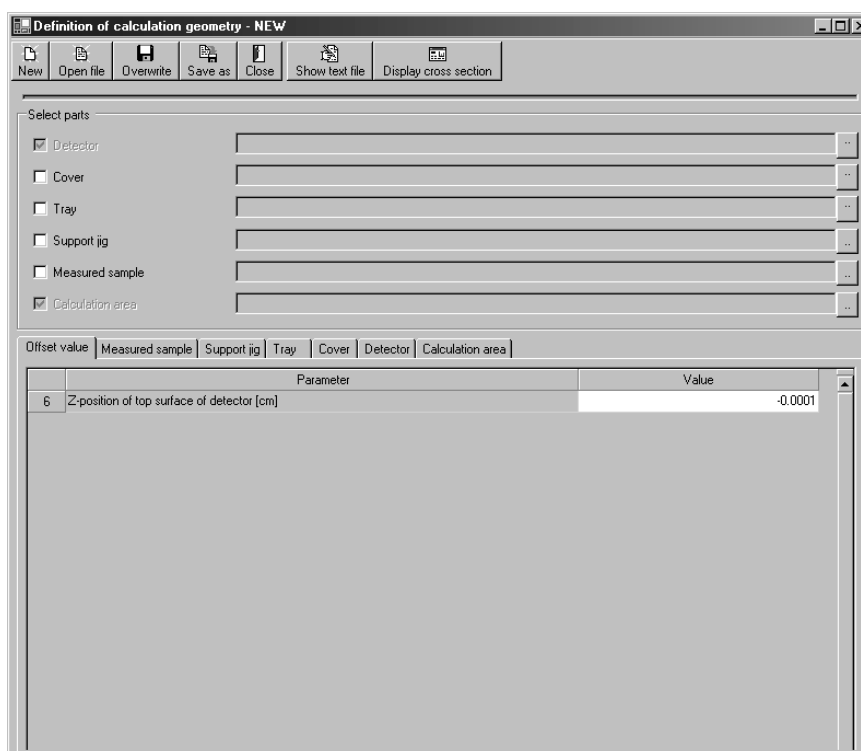 Definition of calculation geometry - NEW
New Open file Overwrite Save as Close Show text file Display cross section
Select parts
Detector ..
Cover ..
Tray ..
Support jig ..
Measured sample ..
Calculation area ..
Offset value Measured sample Support jig Tray Cover Detector Calculation area
Parameter Value
6 Z-position of top surface of detector [cm] -0.0001